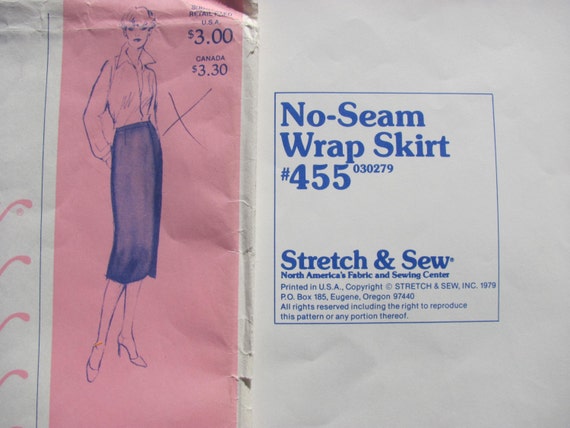 RETAIL PRICE
U.S.A.
$3.00
CANADA
$3.30
No-Seam
Wrap Skirt
#455 030279
Stretch & Sew®
North America's Fabric and Sewing Center
Printed in U.S.A., Copyright © STRETCH & SEW, INC. 1979
P.O. Box 185, Eugene, Oregon 97440
All rights reserved including the right to reproduce
this pattern or any portion thereof.